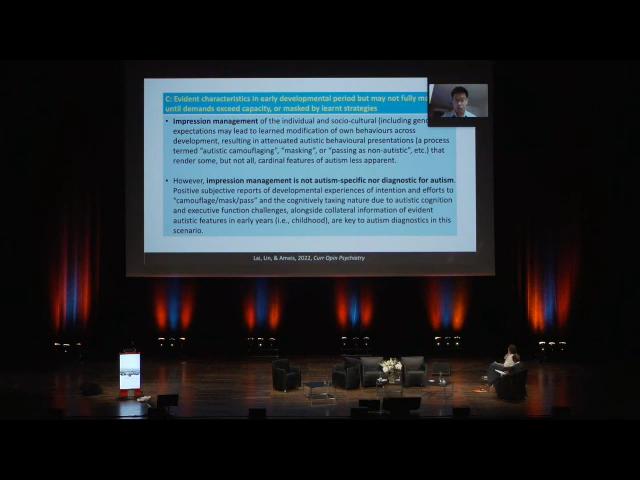 C: Evident characteristics in early developmental period but may not fully
until demands exceed capacity, or masked by learnt strategies
• Impression management of the individual and socio-cultural (including
expectations may lead to learned modification of own behaviours across
development, resulting in attenuated autistic behavioural presentations (a process
termed "autistic camouflaging", "masking", or "passing as non-autistic", etc.) that
render some, but not all, cardinal features of autism less apparent.
• However, impression management is not autism-specific nor diagnostic for autism.
Positive subjective reports of developmental experiences of intention and efforts to
"camouflage/mask/pass" and the cognitively taxing nature due to autistic cognition
and executive function challenges, alongside collateral information of evident
autistic features in early years (i.e., childhood), are key to autism diagnostics in this
scenario.
Lai, Lin, & Ameis, 2022, Curr Opin Psychiatry